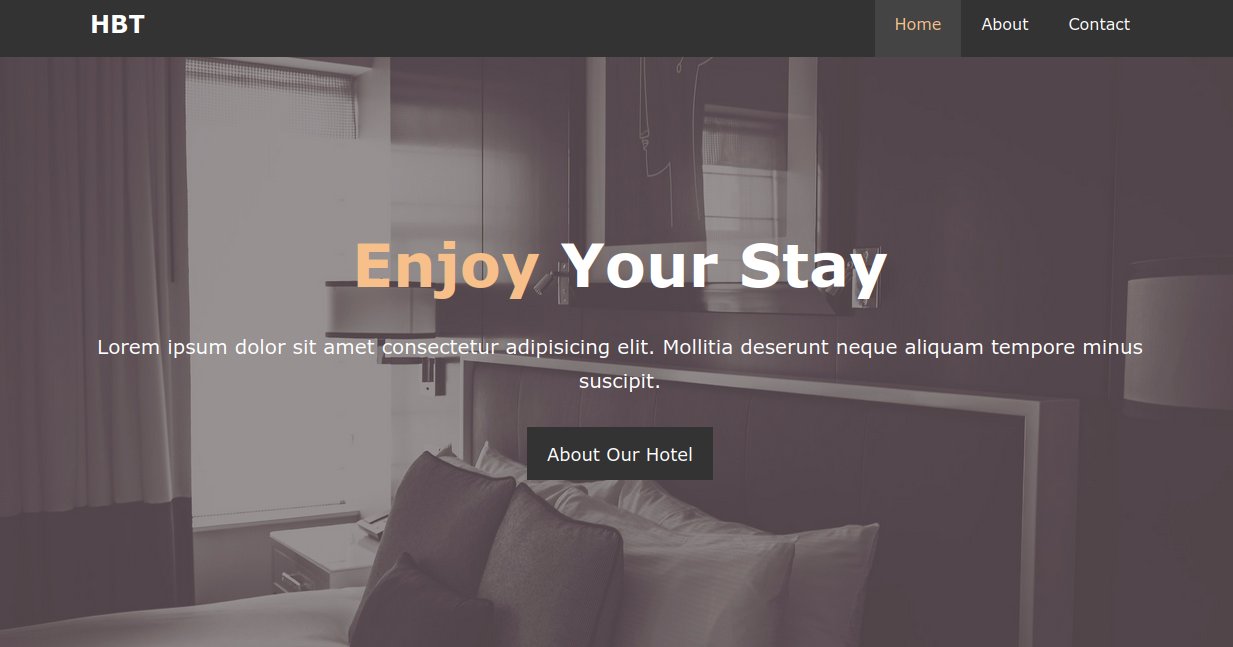 HBT
Home About Contact
Enjoy Your Stay
Lorem ipsum dolor sit amet consectetur adipisicing elit. Mollitia deserunt neque aliquam tempore minus
suscipit.
About Our Hotel